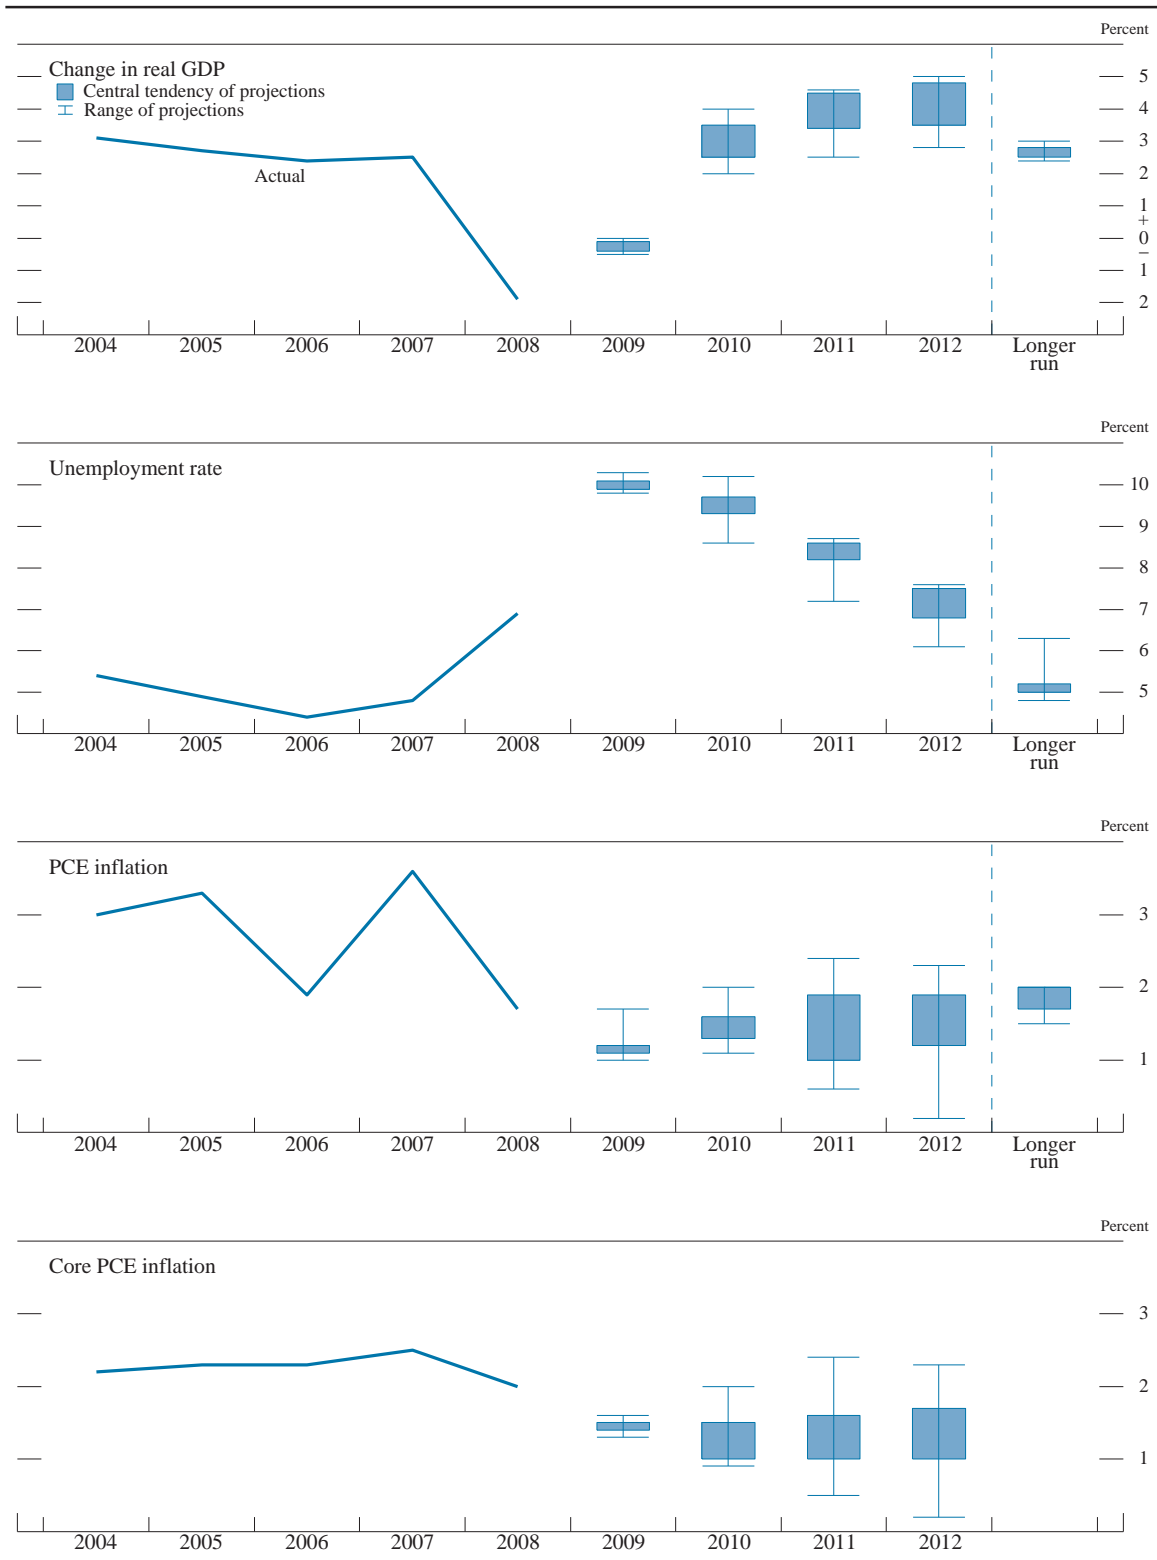 Percent
Change in real GDP
Central tendency of projections
Range of projections
Actual
5
4
3
2
1
+
0
–
1
2
2004 2005 2006 2007 2008 2009 2010 2011 2012 Longer
run
Percent
Unemployment rate
10
9
8
7
6
5
2004 2005 2006 2007 2008 2009 2010 2011 2012 Longer
run
Percent
PCE inflation
3
2
1
2004 2005 2006 2007 2008 2009 2010 2011 2012 Longer
run
Percent
Core PCE inflation
3
2
1
2004 2005 2006 2007 2008 2009 2010 2011 2012